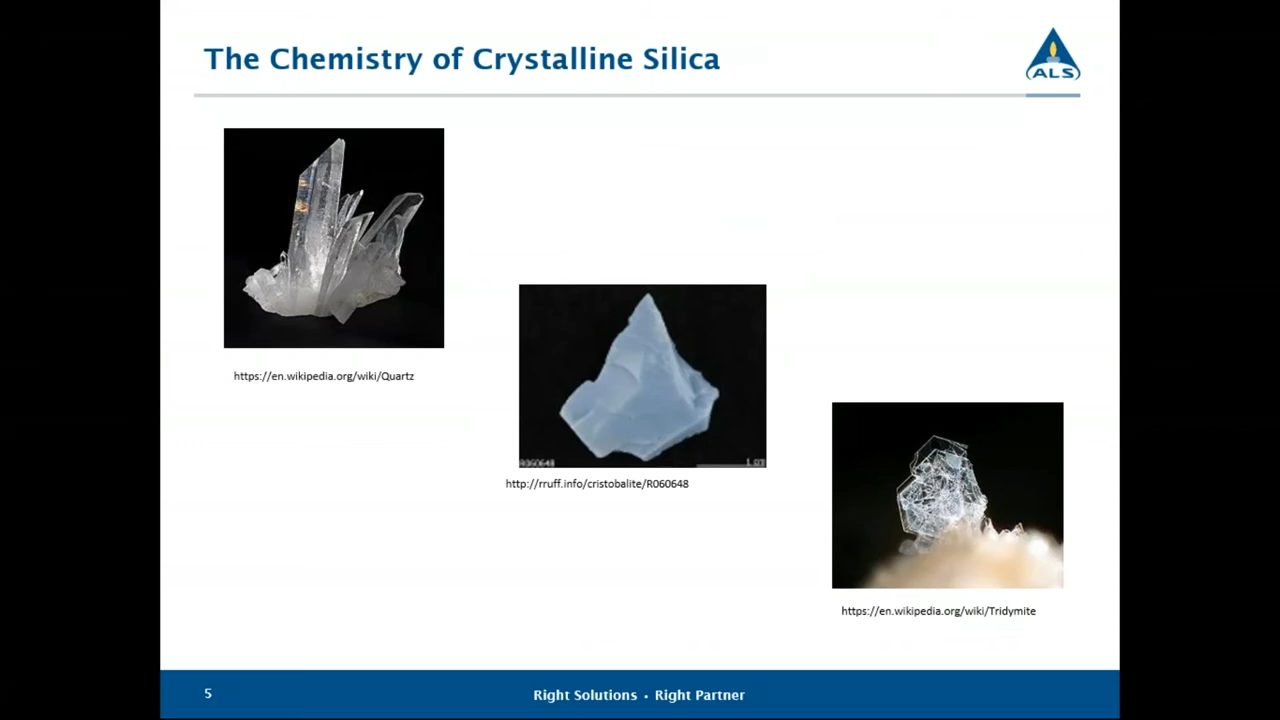 The Chemistry of Crystalline Silica
ALS
https://en.wikipedia.org/wiki/Quartz
R060648
http://rruff.info/cristobalite/R060648
https://en.wikipedia.org/wiki/Tridymite
5
Right Solutions • Right Partner